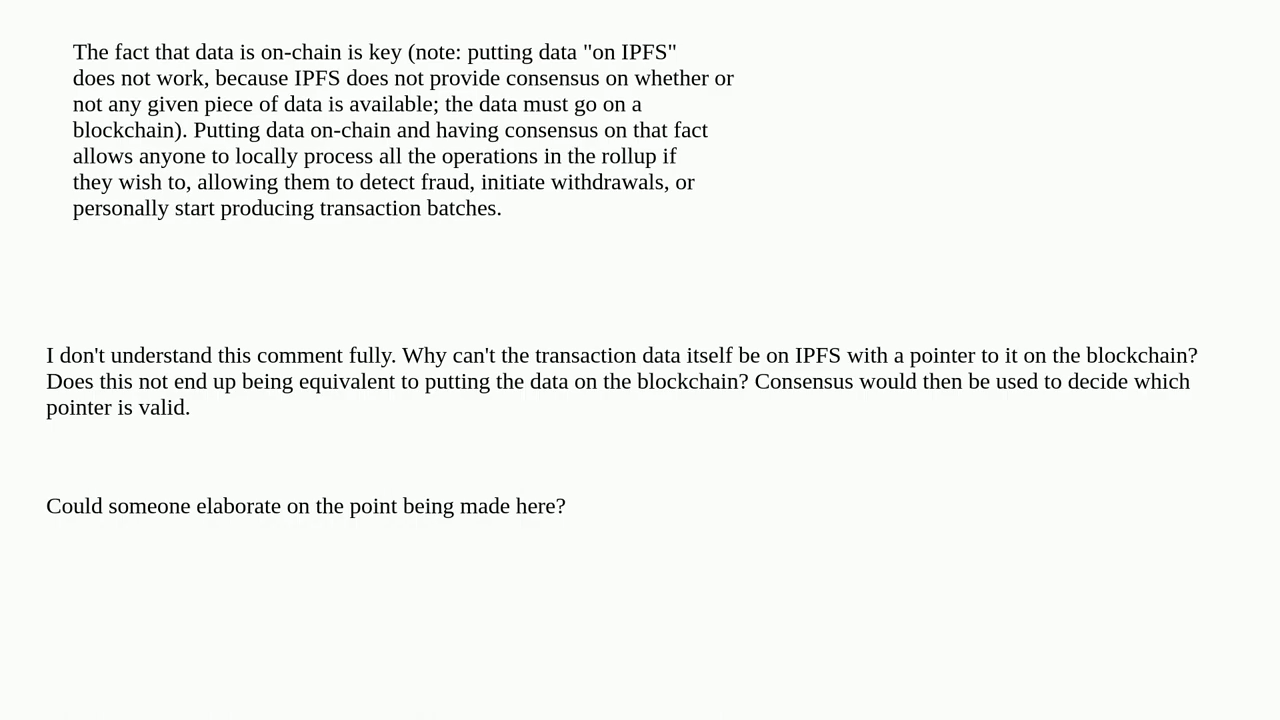 The fact that data is on-chain is key (note: putting data "on IPFS"
does not work, because IPFS does not provide consensus on whether or
not any given piece of data is available; the data must go on a
blockchain). Putting data on-chain and having consensus on that fact
allows anyone to locally process all the operations in the rollup if
they wish to, allowing them to detect fraud, initiate withdrawals, or
personally start producing transaction batches.
I don't understand this comment fully. Why can't the transaction data itself be on IPFS with a pointer to it on the blockchain?
Does this not end up being equivalent to putting the data on the blockchain? Consensus would then be used to decide which
pointer is valid.
Could someone elaborate on the point being made here?